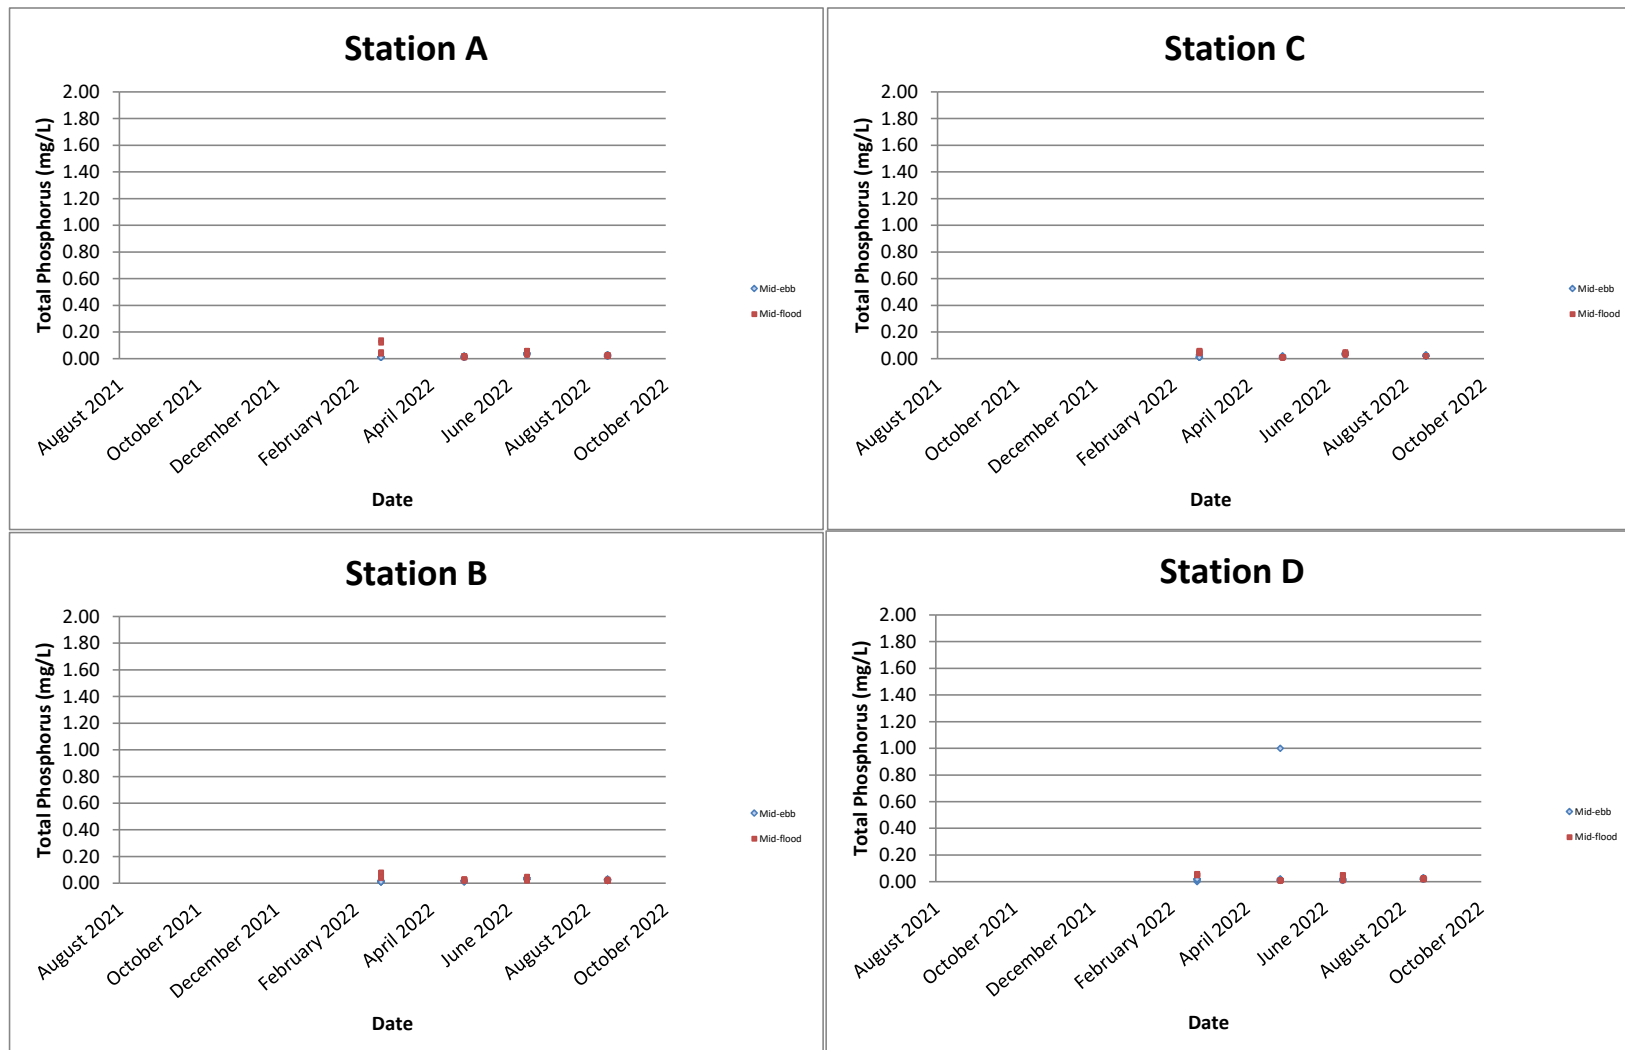 Station A
Total Phosphorus (mg/L)
2.00
1.80
1.60
1.40
1.20
1.00
0.80
0.60
0.40
0.20
0.00
August 2021
October 2021
December 2021
February 2022
April 2022
June 2022
August 2022
October 2022
Date
Mid-ebb
Mid-flood
Station C
Total Phosphorus (mg/L)
2.00
1.80
1.60
1.40
1.20
1.00
0.80
0.60
0.40
0.20
0.00
August 2021
October 2021
December 2021
February 2022
April 2022
June 2022
August 2022
October 2022
Date
Mid-ebb
Mid-flood
Station B
Total Phosphorus (mg/L)
2.00
1.80
1.60
1.40
1.20
1.00
0.80
0.60
0.40
0.20
0.00
August 2021
October 2021
December 2021
February 2022
April 2022
June 2022
August 2022
October 2022
Date
Mid-ebb
Mid-flood
Station D
Total Phosphorus (mg/L)
2.00
1.80
1.60
1.40
1.20
1.00
0.80
0.60
0.40
0.20
0.00
August 2021
October 2021
December 2021
February 2022
April 2022
June 2022
August 2022
October 2022
Date
Mid-ebb
Mid-flood